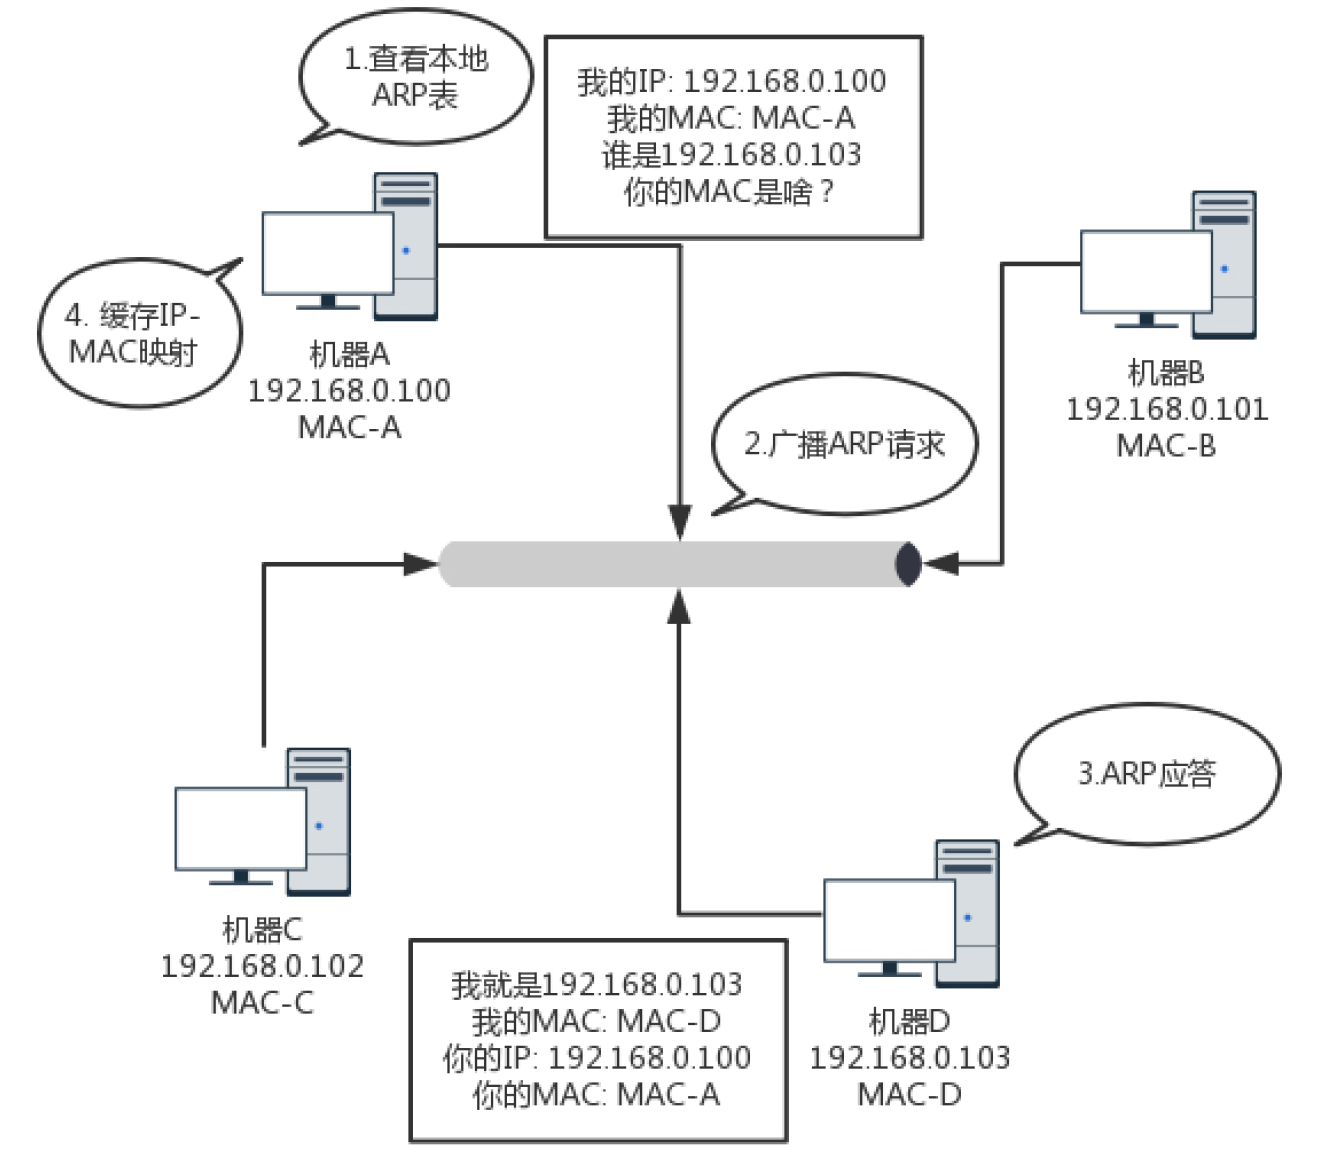 1.查看本地
ARP表
我的IP: 192.168.0.100
我的MAC: MAC-A
谁是192.168.0.103
你的MAC是啥？
4. 缓存IP-
MAC映射
机器A
192.168.0.100
MAC-A
机器B
192.168.0.101
MAC-B
2.广播ARP请求
3.ARP应答
机器C
192.168.0.102
MAC-C
我就是192.168.0.103
我的MAC: MAC-D
你的IP: 192.168.0.100
你的MAC: MAC-A
机器D
192.168.0.103
MAC-D